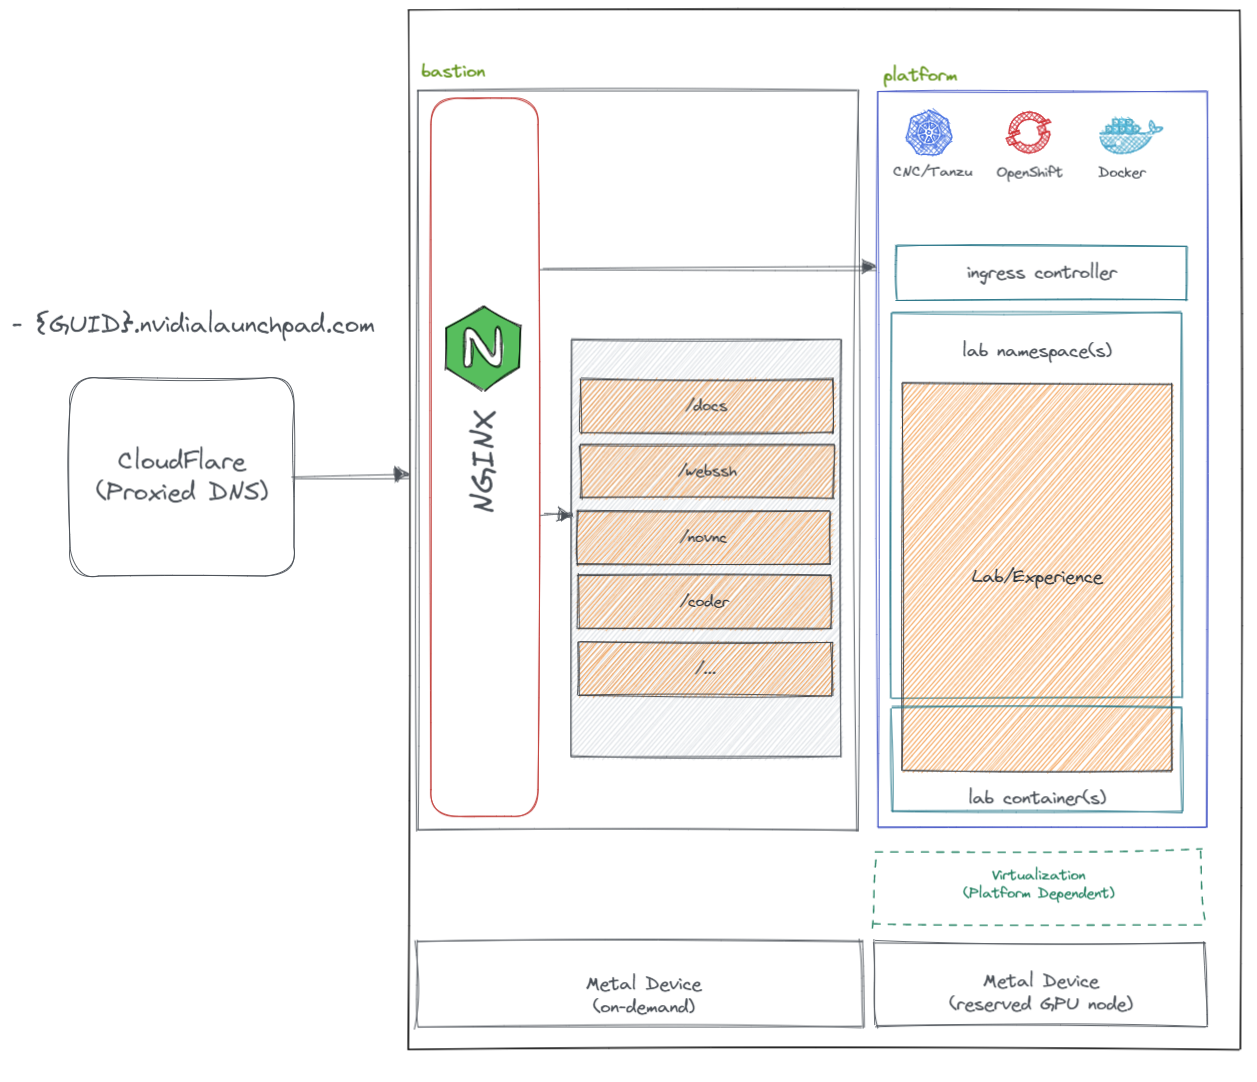 bastion
platform
CNC/Tanzu
OpenShift
Docker
ingress controller
- {GUID}.nvidialaunchpad.com
CloudFlare
(Proxied DNS)
N
NGINX
/docs
/webssh
/novnc
/coder
/...
lab namespace(s)
Lab/Experience
lab container(s)
Virtualization
(Platform Dependent)
Metal Device
(on-demand)
Metal Device
(reserved GPU node)